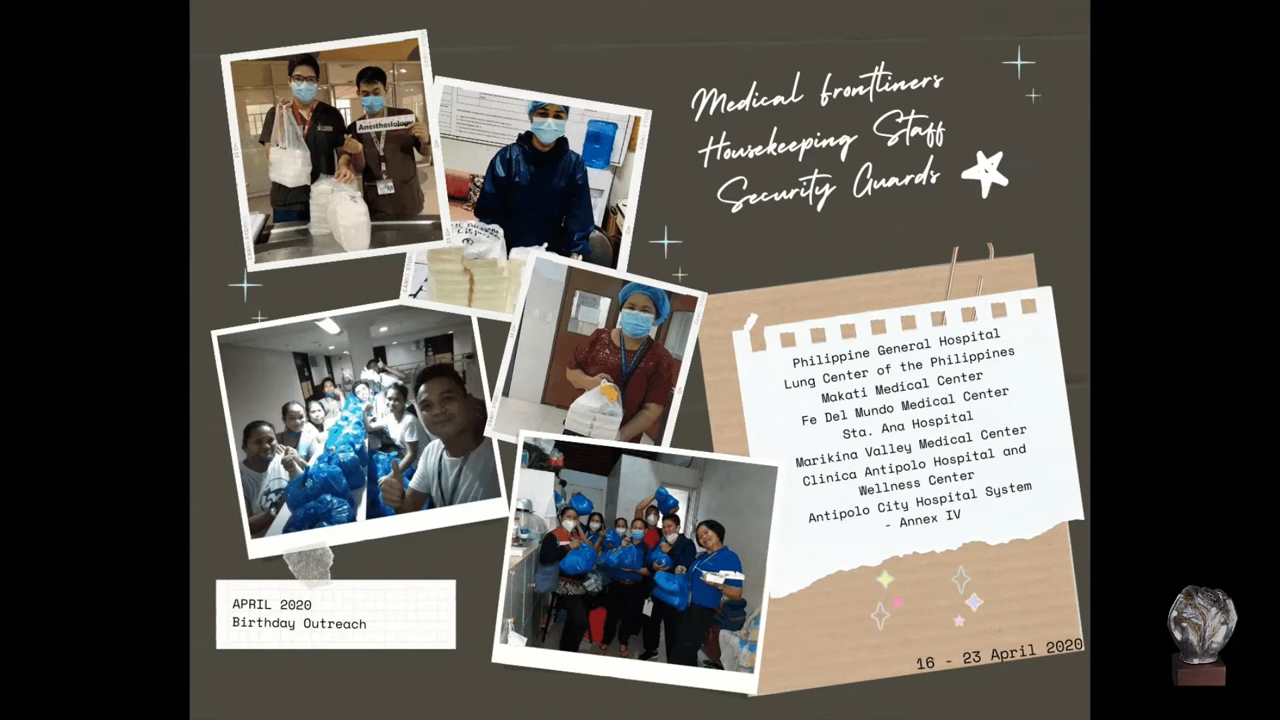 Medical frontliners
Housekeeping Staff
Security Guards
Anesthesiology
Philippine General Hospital
Lung Center of the Philippines
Makati Medical Center
Fe Del Mundo Medical Center
Sta. Ana Hospital
Marikina Valley Medical Center
Clinica Antipolo Hospital and
Wellness Center
Antipolo City Hospital System
- Annex IV
APRIL 2020
Birthday Outreach
16 - 23 April 2020